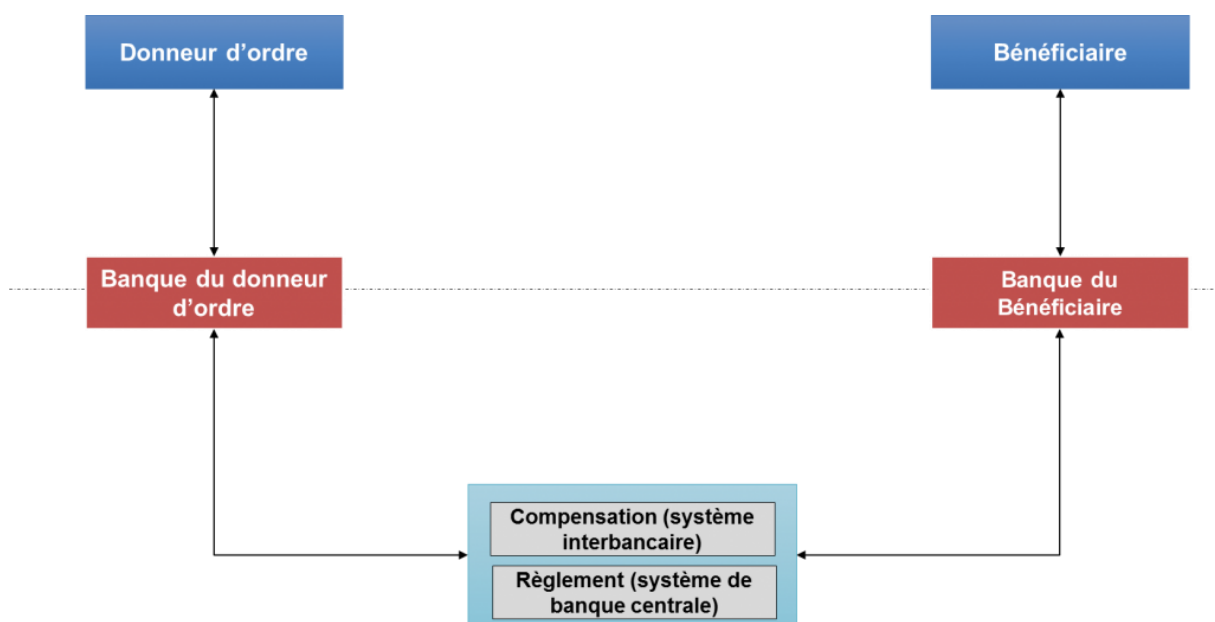 Donneur d’ordre
Bénéficiaire
Banque du donneur
d’ordre
Banque du
Bénéficiaire
Compensation (système
interbancaire)
Règlement (système de
banque centrale)